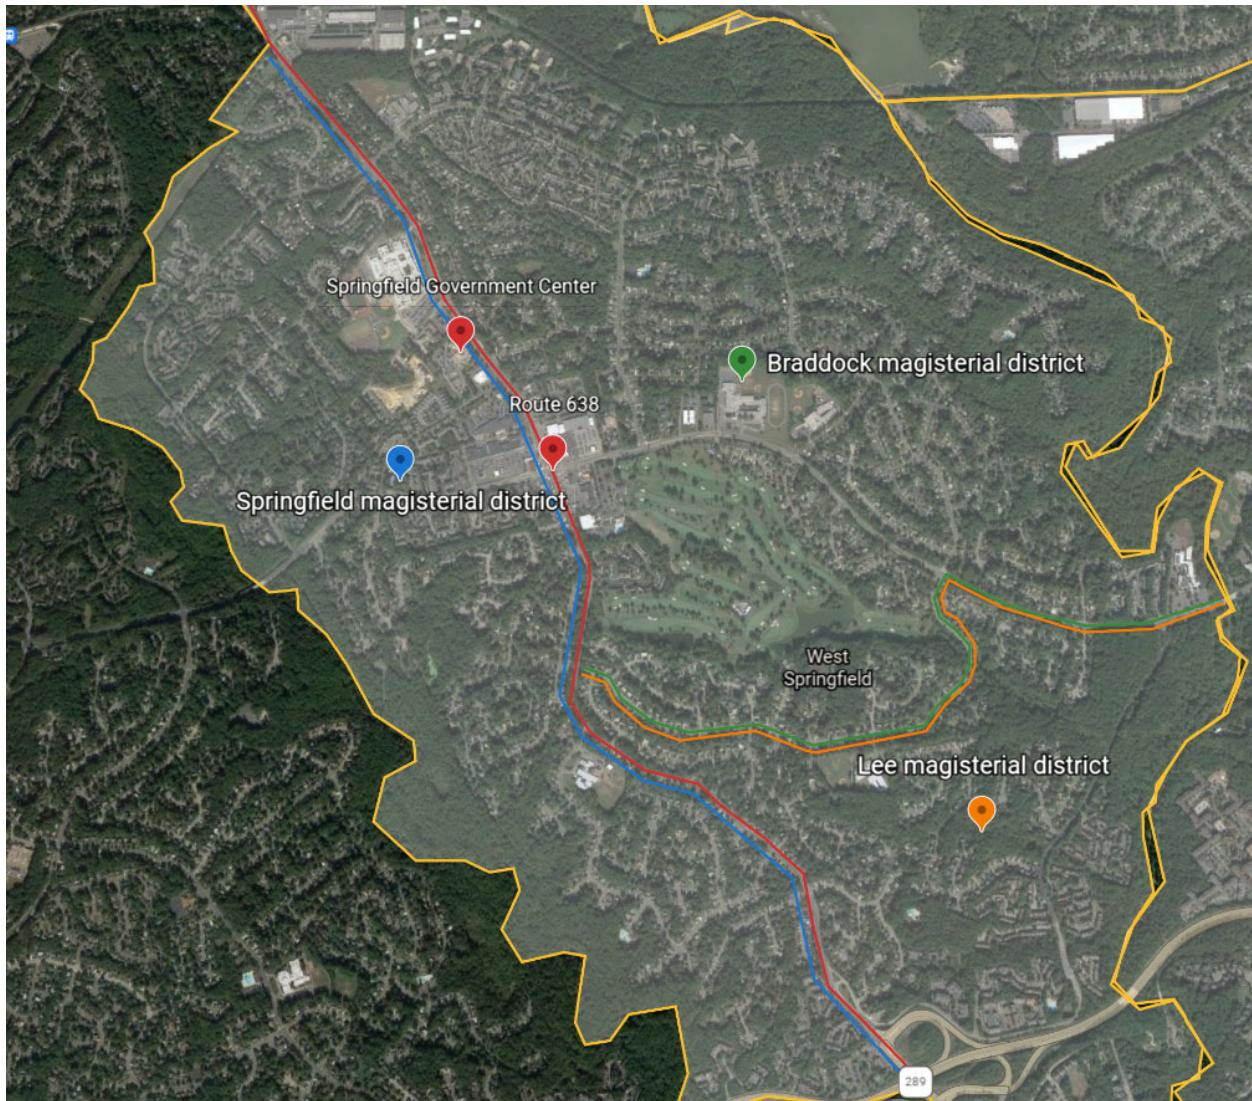 Springfield Government Center
Braddock magisterial district
Route 638
Springfield magisterial district
West
Springfield
Lee magisterial district
289